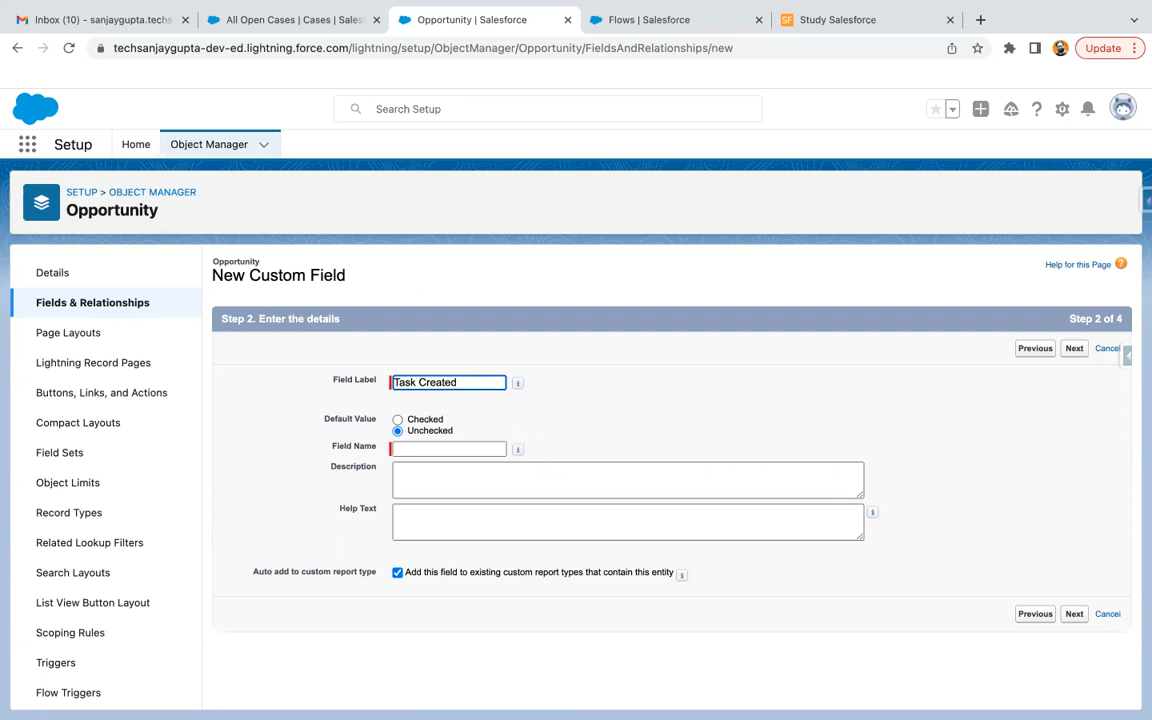 Inbox (10) - sanjaygupta.techs
All Open Cases | Cases | Sales
Opportunity | Salesforce
Flows | Salesforce
SF
Study Salesforce
techsanjaygupta-dev-ed.lightning.force.com/lightning/setup/ObjectManager/Opportunity/FieldsAndRelationships/new
Update
Search Setup
Setup
Home
Object Manager
SETUP > OBJECT MANAGER
Opportunity
Details
Fields & Relationships
Page Layouts
Lightning Record Pages
Buttons, Links, and Actions
Compact Layouts
Field Sets
Object Limits
Record Types
Related Lookup Filters
Search Layouts
List View Button Layout
Scoping Rules
Triggers
Flow Triggers
Opportunity
New Custom Field
Help for this Page
Step 2. Enter the details
Step 2 of 4
Previous
Next
Cancel
Field Label
Task Created
Default Value
Checked
Unchecked
Field Name
Description
Help Text
Auto add to custom report type
Add this field to existing custom report types that contain this entity
Previous
Next
Cancel